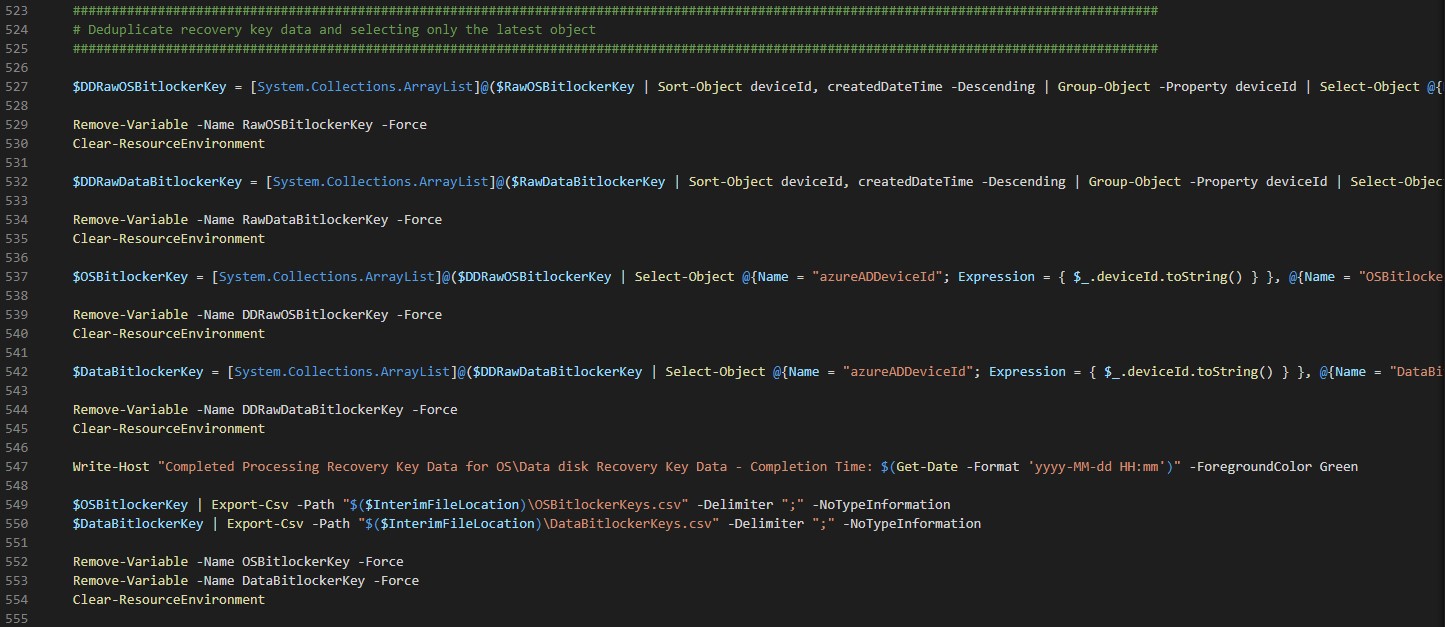 523 #############################################################################################################################################
524 # Deduplicate recovery key data and selecting only the latest object
525 #############################################################################################################################################
526
527 $DDRawOSBitlockerKey = [System.Collections.ArrayList]@($RawOSBitlockerKey | Sort-Object deviceId, createdDateTime -Descending | Group-Object -Property deviceId | Select-Object @{
528
529 Remove-Variable -Name RawOSBitlockerKey -Force
530 Clear-ResourceEnvironment
531
532 $DDRawDataBitlockerKey = [System.Collections.ArrayList]@($RawDataBitlockerKey | Sort-Object deviceId, createdDateTime -Descending | Group-Object -Property deviceId | Select-Objec
533
534 Remove-Variable -Name RawDataBitlockerKey -Force
535 Clear-ResourceEnvironment
536
537 $OSBitlockerKey = [System.Collections.ArrayList]@($DDRawOSBitlockerKey | Select-Object @{Name = "azureADDeviceId"; Expression = { $_.deviceId.toString() } }, @{Name = "OSBitlocke
538
539 Remove-Variable -Name DDRawOSBitlockerKey -Force
540 Clear-ResourceEnvironment
541
542 $DataBitlockerKey = [System.Collections.ArrayList]@($DDRawDataBitlockerKey | Select-Object @{Name = "azureADDeviceId"; Expression = { $_.deviceId.toString() } }, @{Name = "DataBi
543
544 Remove-Variable -Name DDRawDataBitlockerKey -Force
545 Clear-ResourceEnvironment
546
547 Write-Host "Completed Processing Recovery Key Data for OS\Data disk Recovery Key Data - Completion Time: $(Get-Date -Format 'yyyy-MM-dd HH:mm')" -ForegroundColor Green
548
549 $OSBitlockerKey | Export-Csv -Path "$($InterimFileLocation)\OSBitlockerKeys.csv" -Delimiter ";" -NoTypeInformation
550 $DataBitlockerKey | Export-Csv -Path "$($InterimFileLocation)\DataBitlockerKeys.csv" -Delimiter ";" -NoTypeInformation
551
552 Remove-Variable -Name OSBitlockerKey -Force
553 Remove-Variable -Name DataBitlockerKey -Force
554 Clear-ResourceEnvironment
555